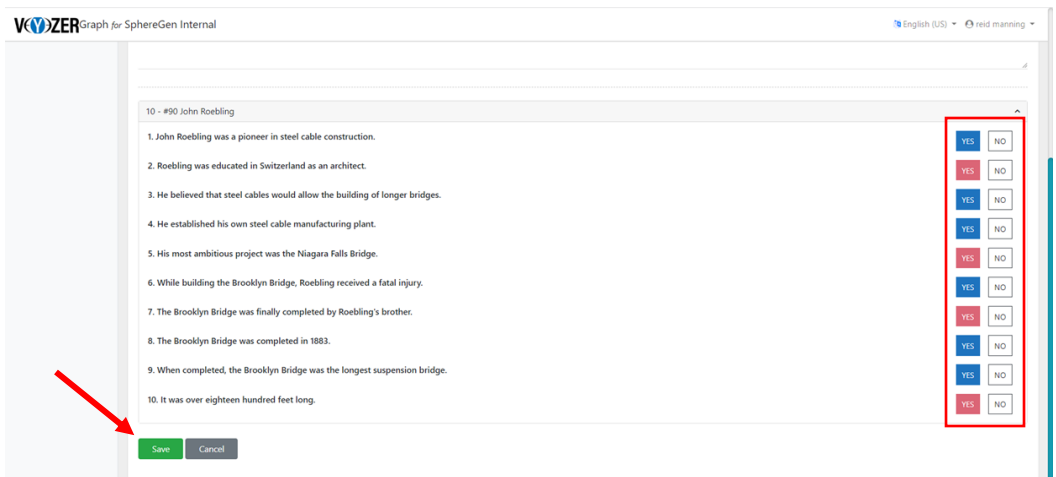 VOYZER Graph for SphereGen Internal
English (US) reid manning
10 - #90 John Roebling
1. John Roebling was a pioneer in steel cable construction. YES NO
2. Roebling was educated in Switzerland as an architect. YES NO
3. He believed that steel cables would allow the building of longer bridges. YES NO
4. He established his own steel cable manufacturing plant. YES NO
5. His most ambitious project was the Niagara Falls Bridge. YES NO
6. While building the Brooklyn Bridge, Roebling received a fatal injury. YES NO
7. The Brooklyn Bridge was finally completed by Roebling's brother. YES NO
8. The Brooklyn Bridge was completed in 1883. YES NO
9. When completed, the Brooklyn Bridge was the longest suspension bridge. YES NO
10. It was over eighteen hundred feet long. YES NO
Save Cancel